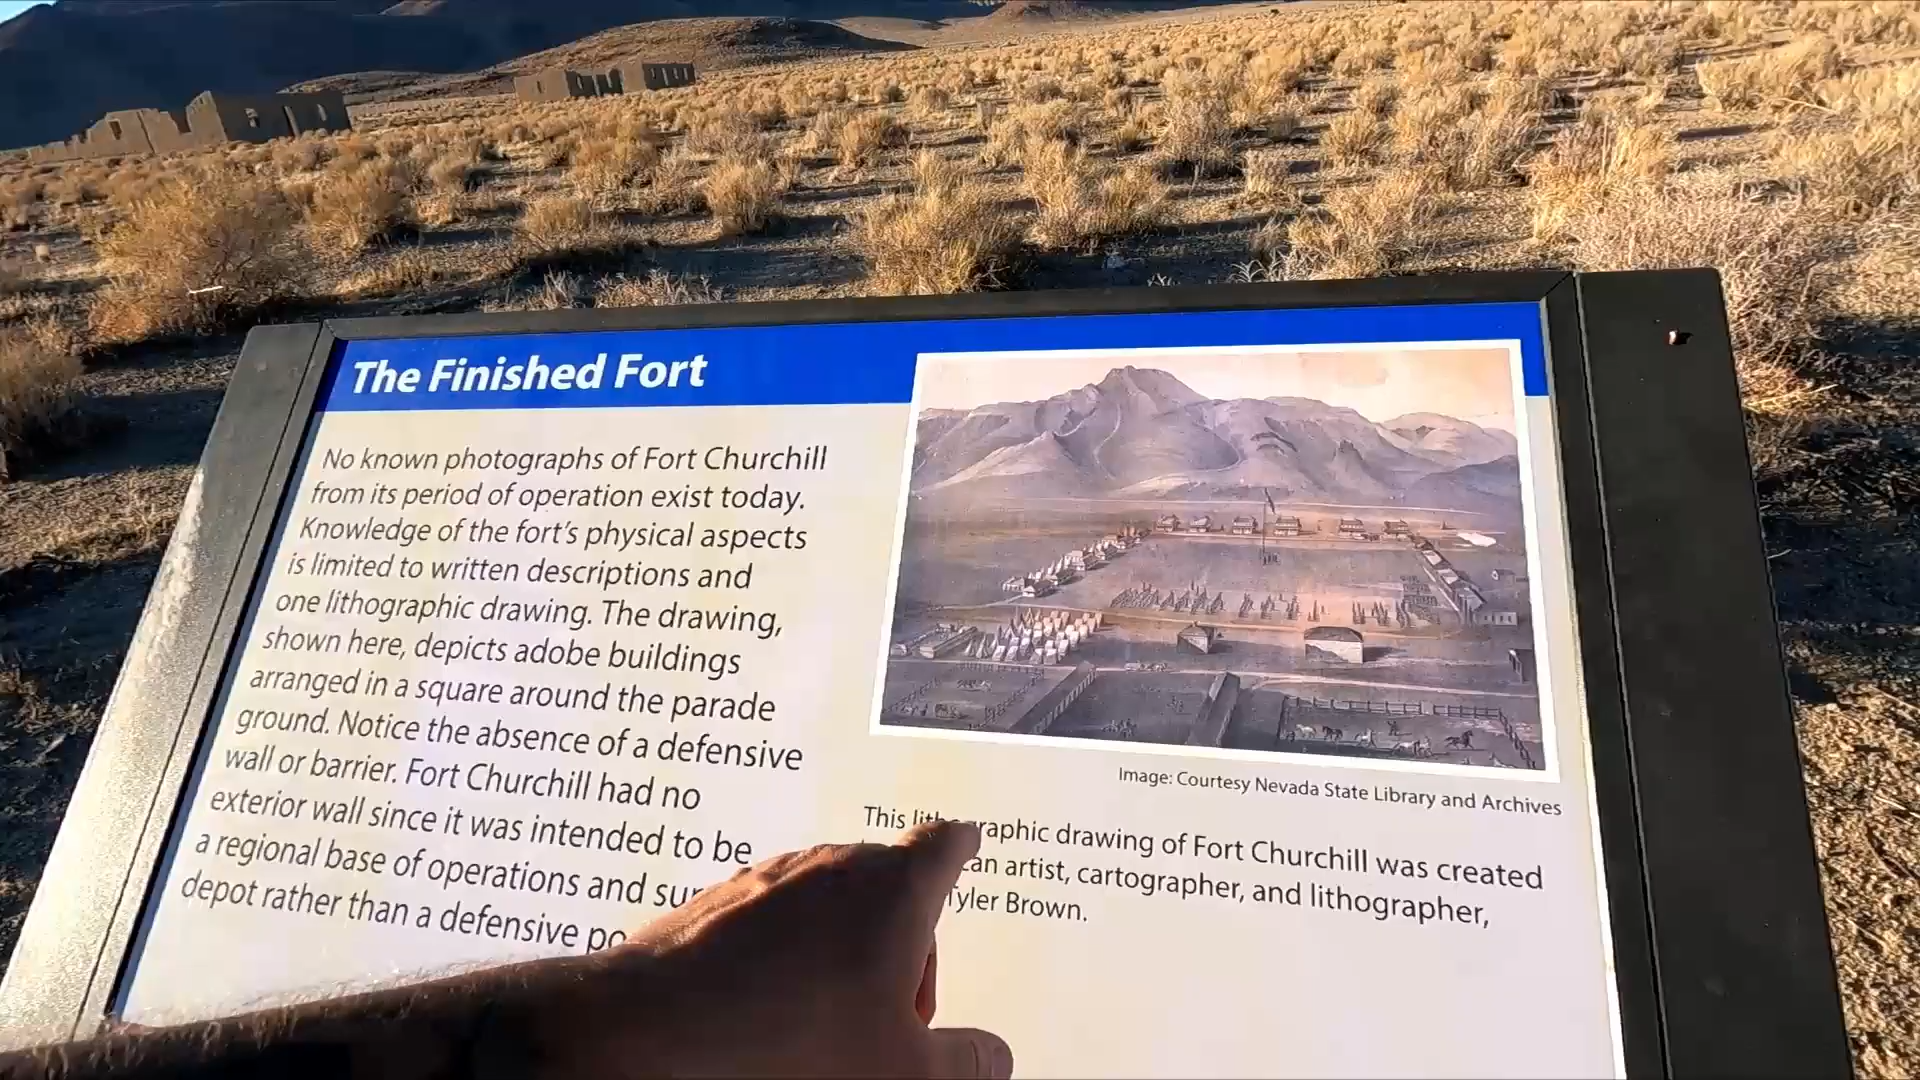 The Finished Fort
No known photographs of Fort Churchill
from its period of operation exist today.
Knowledge of the fort's physical aspects
is limited to written descriptions and
one lithographic drawing. The drawing,
shown here, depicts adobe buildings
arranged in a square around the parade
ground. Notice the absence of a defensive
wall or barrier. Fort Churchill had no
exterior wall since it was intended to be
a regional base of operations and
depot rather than a defensive
Image: Courtesy Nevada State Library and Archives
This lithographic drawing of Fort Churchill was created
artist, cartographer, and lithographer,
Tyler Brown.